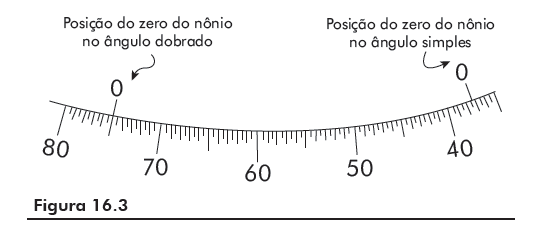 Posição do zero do nônio
no ângulo dobrado
Posição do zero do nônio
no ângulo simples
0
0
80
70
60
50
40
Figura 16.3